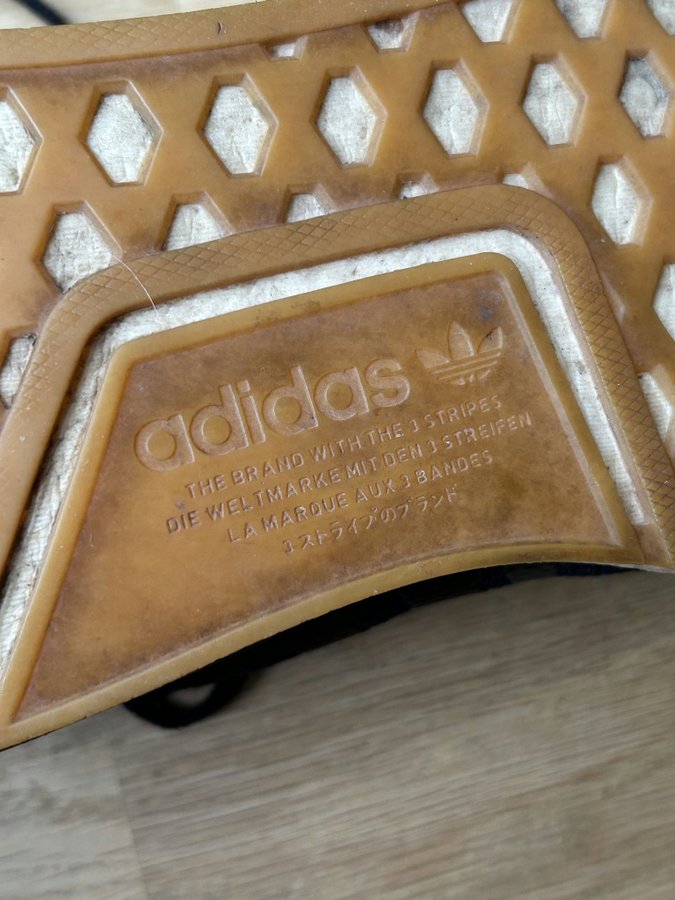 adidas
THE BRAND WITH THE 3 STRIPES
DIE WELTMARKE MIT DEN 3 STREIFEN
LA MARQUE AUX 3 BANDES
3ストライプのブランド